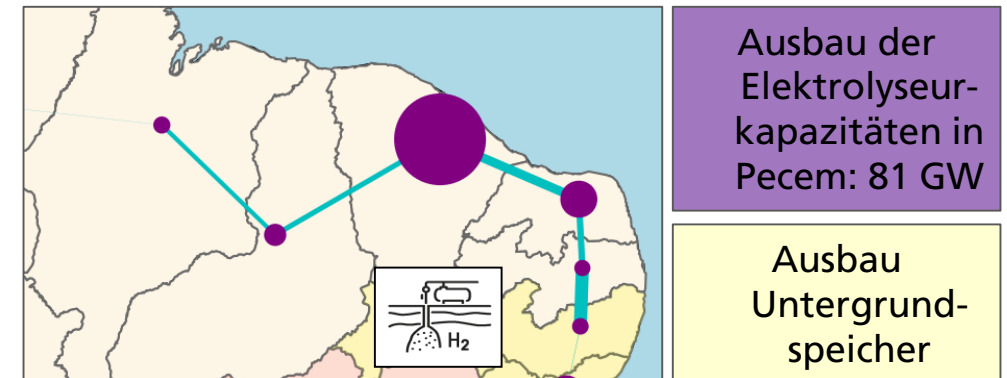 Ausbau der
Elektrolyseur-
kapazitäten in
Pecem: 81 GW
Ausbau
Untergrund-
speicher
H₂